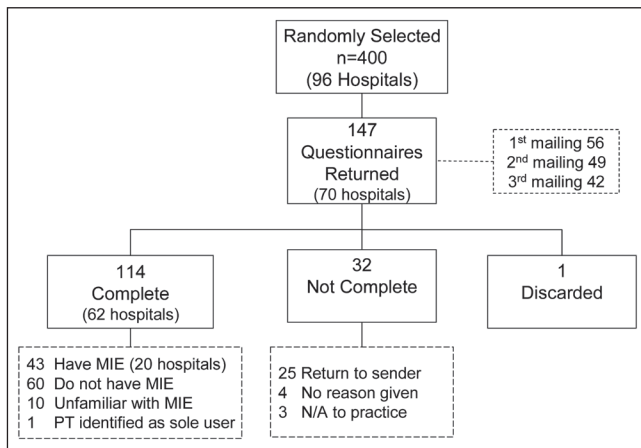 Randomly Selected
n=400
(96 Hospitals)
147
Questionnaires
Returned
(70 hospitals)
1st mailing 56
2nd mailing 49
3rd mailing 42
114
Complete
(62 hospitals)
32
Not Complete
1
Discarded
43 Have MIE (20 hospitals)
60 Do not have MIE
10 Unfamiliar with MIE
1 PT identified as sole user
25 Return to sender
4 No reason given
3 N/A to practice